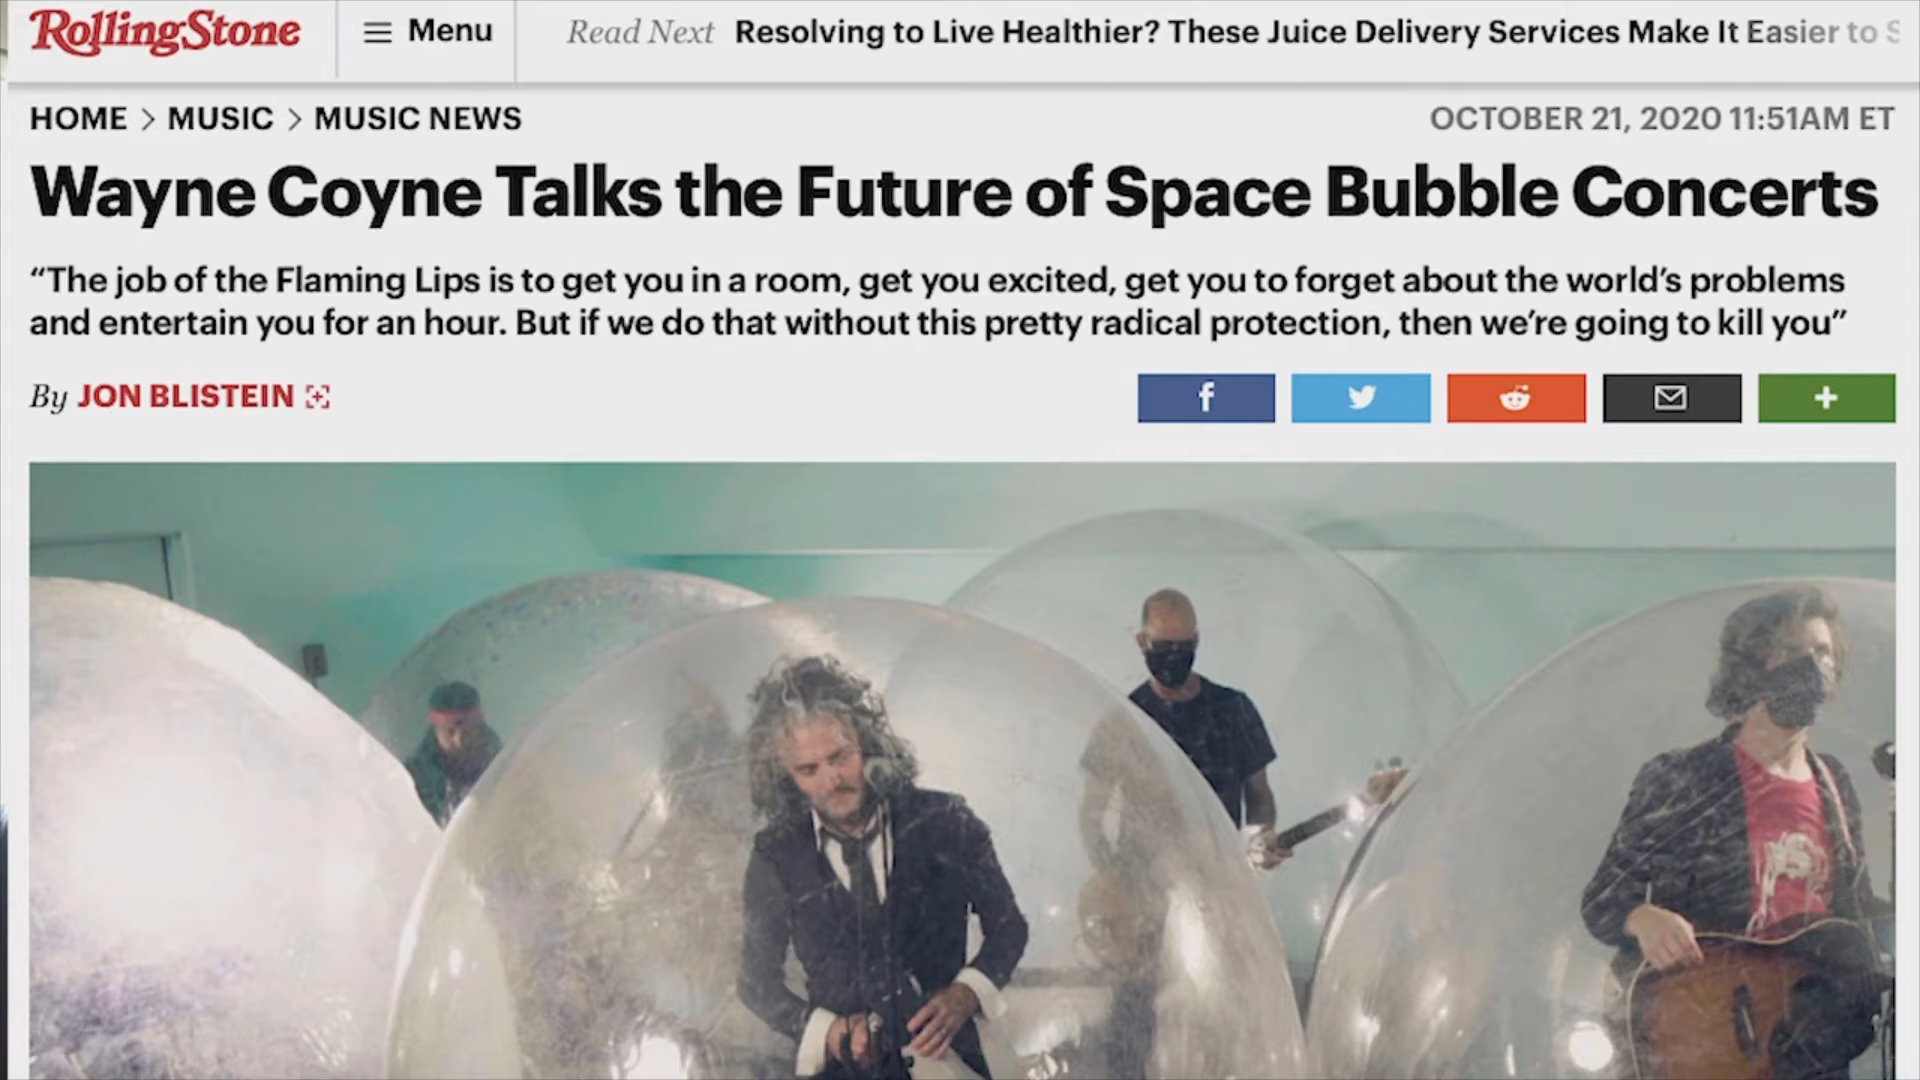 RollingStone
Menu
Read Next Resolving to Live Healthier? These Juice Delivery Services Make It Easier to S
HOME > MUSIC > MUSIC NEWS
OCTOBER 21, 2020 11:51AM ET
Wayne Coyne Talks the Future of Space Bubble Concerts
“The job of the Flaming Lips is to get you in a room, get you excited, get you to forget about the world’s problems
and entertain you for an hour. But if we do that without this pretty radical protection, then we’re going to kill you”
By JON BLISTEIN